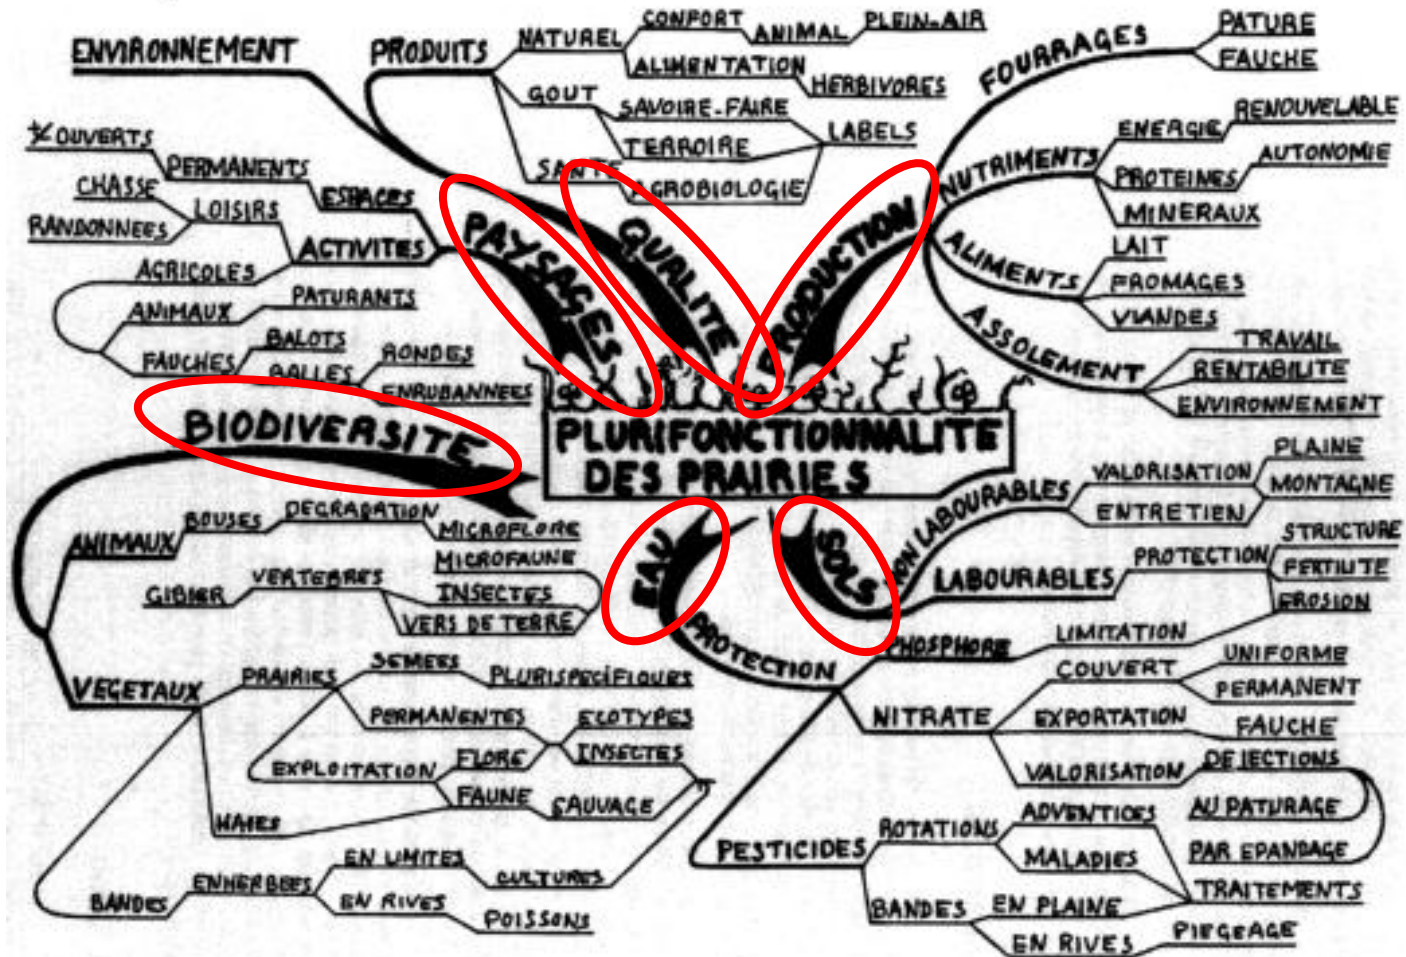 ENVIRONNEMENT
PRODUITS
NATUREL
CONFORT
ANIMAL
PLEIN-AIR
ALIMENTATION
HERBIVORES
GOUT
SAVOIRE-FAIRE
TERROIRE
LABELS
SANTE
AGROBIOLOGIE
QUALITE
+/- OUVERTS
PERMANENTS
ESPACES
CHASSE
LOISIRS
RANDONNEES
ACTIVITES
AGRICOLES
ANIMAUX
PATURANTS
FAUCHES
BALOTS
BALLES
RONDES
ENRUBANNEES
PAYSAGES
PRODUCTION
FOURRAGES
PATURE
FAUCHE
NUTRIMENTS
ENERGIE
RENOUVELABLE
PROTEINES
AUTONOMIE
MINERAUX
ALIMENTS
LAIT
FROMAGES
VIANDES
ASSOLEMENT
TRAVAIL
RENTABILITE
ENVIRONNEMENT
PLURIFONCTIONNALITE
DES PRAIRIES
BIODIVERSITE
ANIMAUX
BOUSES
DEGRADATION
MICROFLORE
MICROFAUNE
GIBIER
VERTEBRES
INSECTES
VERS DE TERRE
VEGETAUX
PRAIRIES
SEMEES
PLURISPECIFIQUES
PERMANENTES
ECOTYPES
INSECTES
EXPLOITATION
FLORE
FAUNE
SAUVAGE
HAIES
BANDES
ENHERBEES
EN LIMITES
CULTURES
EN RIVES
POISSONS
EAU
PROTECTION
SOLS
NON LABOURABLES
VALORISATION
PLAINE
MONTAGNE
ENTRETIEN
LABOURABLES
PROTECTION
STRUCTURE
FERTILITE
EROSION
PHOSPHORE
LIMITATION
NITRATE
COUVERT
UNIFORME
PERMANENT
EXPORTATION
FAUCHE
VALORISATION
DEJECTIONS
AU PATURAGE
PAR EPANDAGE
PESTICIDES
ROTATIONS
ADVENTICES
MALADIES
TRAITEMENTS
BANDES
EN PLAINE
EN RIVES
PIEGEAGE